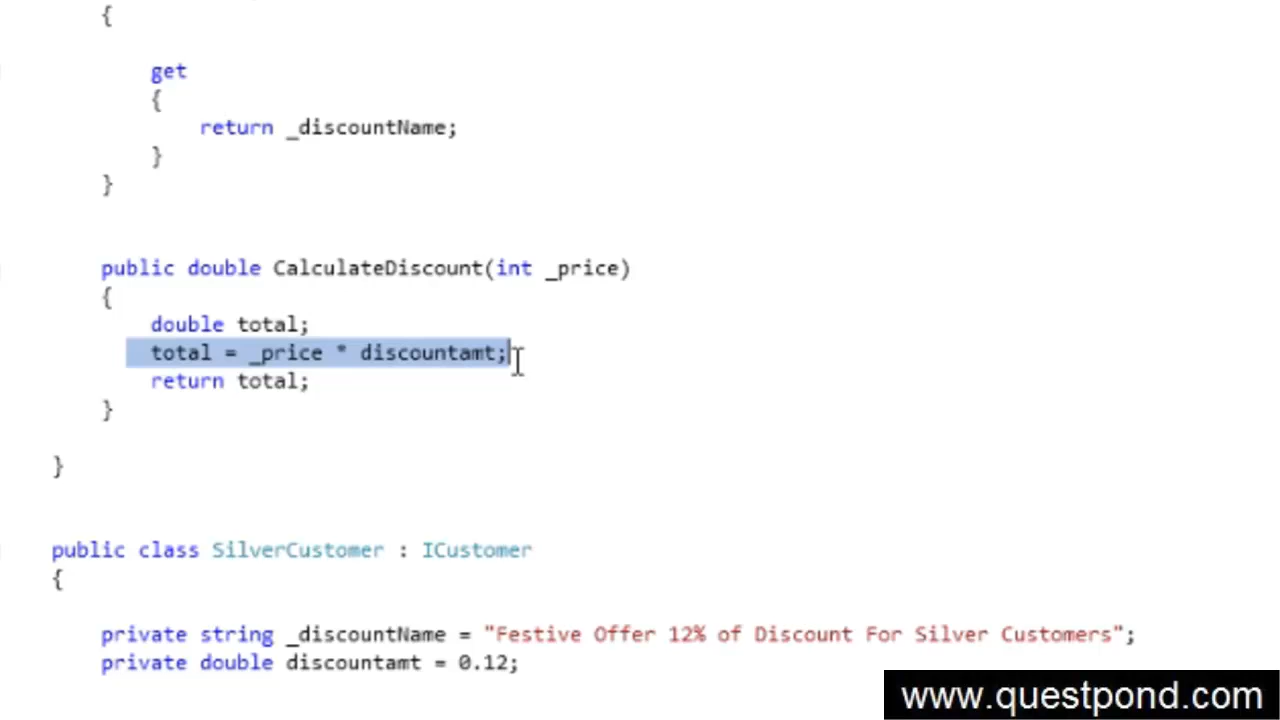 {
get
{
return _discountName;
}
}
public double CalculateDiscount(int _price)
{
double total;
total = _price * discountamt;
return total;
}
}
public class SilverCustomer : ICustomer
{
private string _discountName = "Festive Offer 12% of Discount For Silver Customers";
private double discountamt = 0.12;
www.questpond.com